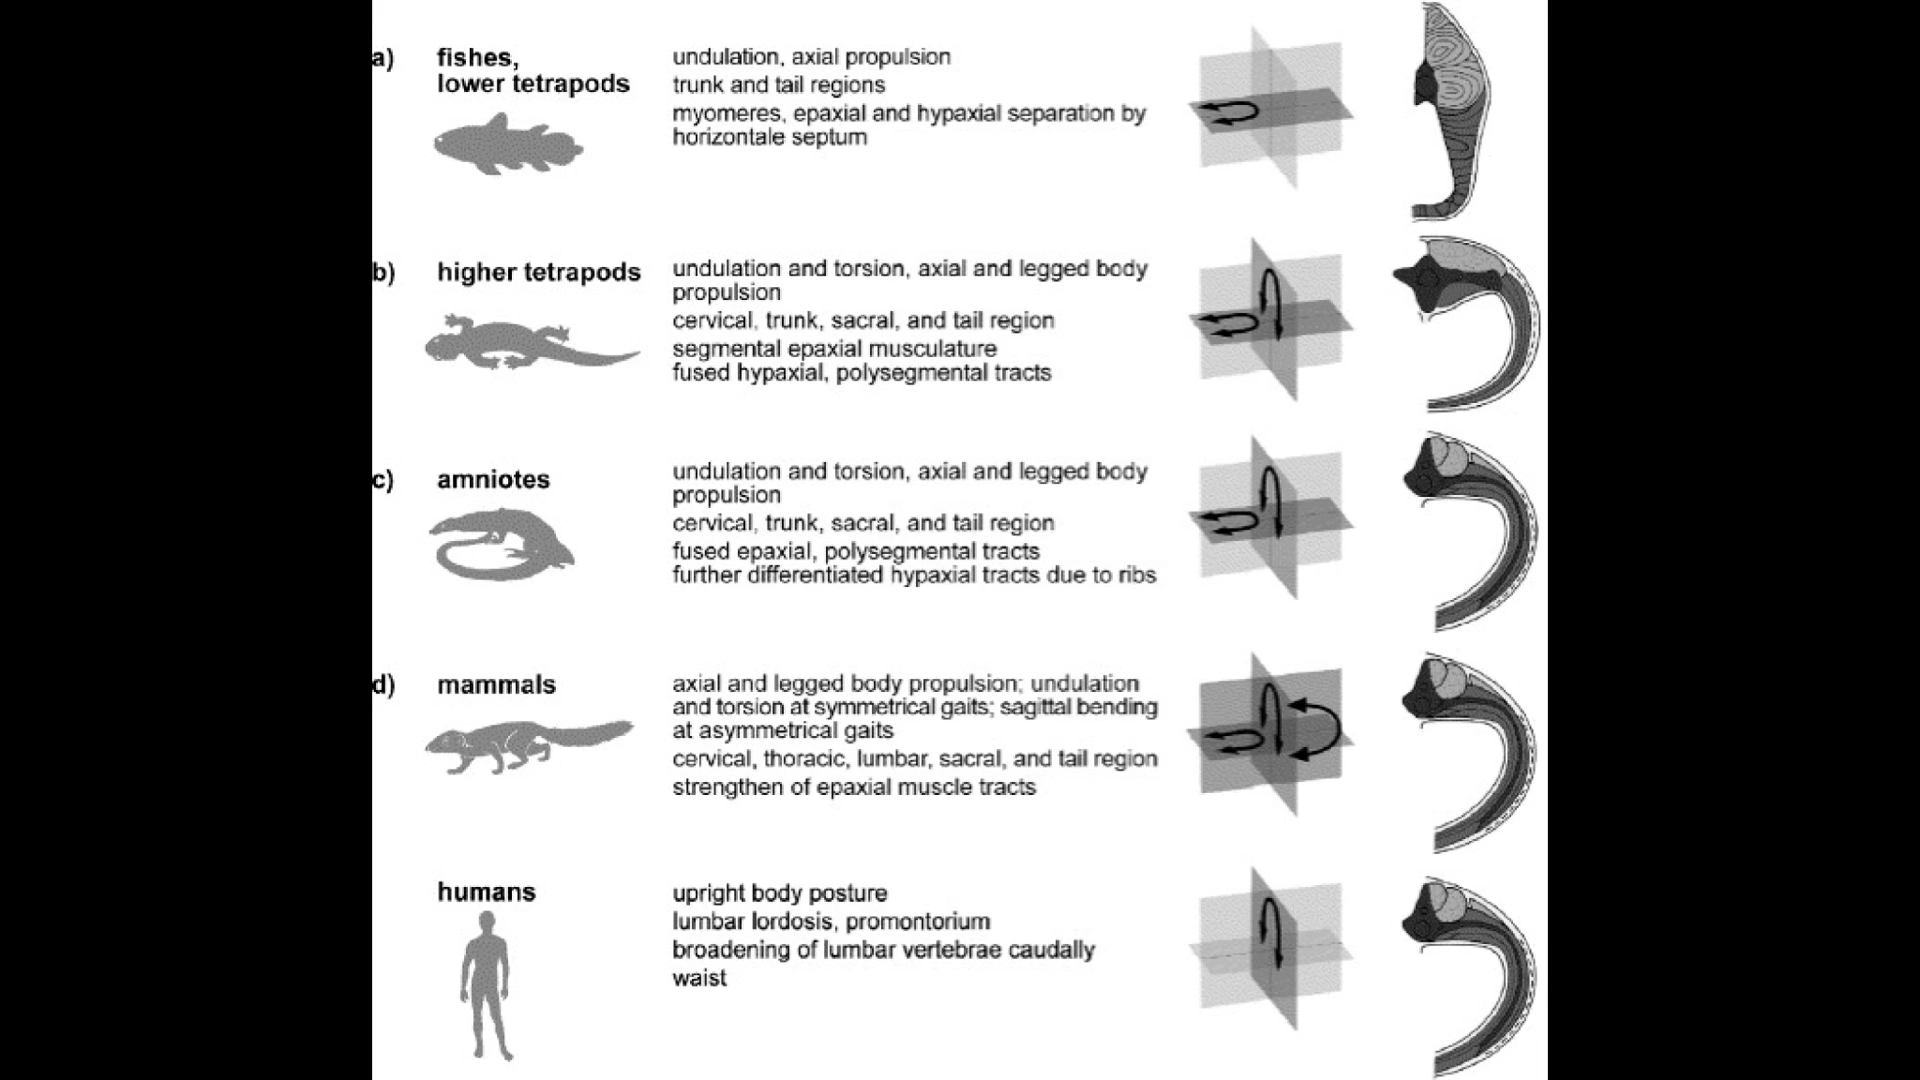 a) fishes,
lower tetrapods
undulation, axial propulsion
trunk and tail regions
myomeres, epaxial and hypaxial separation by
horizontale septum
b) higher tetrapods
undulation and torsion, axial and legged body
propulsion
cervical, trunk, sacral, and tail region
segmental epaxial musculature
fused hypaxial, polysegmental tracts
c) amniotes
undulation and torsion, axial and legged body
propulsion
cervical, trunk, sacral, and tail region
fused epaxial, polysegmental tracts
further differentiated hypaxial tracts due to ribs
d) mammals
axial and legged body propulsion; undulation
and torsion at symmetrical gaits; sagittal bending
at asymmetrical gaits
cervical, thoracic, lumbar, sacral, and tail region
strengthen of epaxial muscle tracts
humans
upright body posture
lumbar lordosis, promontorium
broadening of lumbar vertebrae caudally
waist